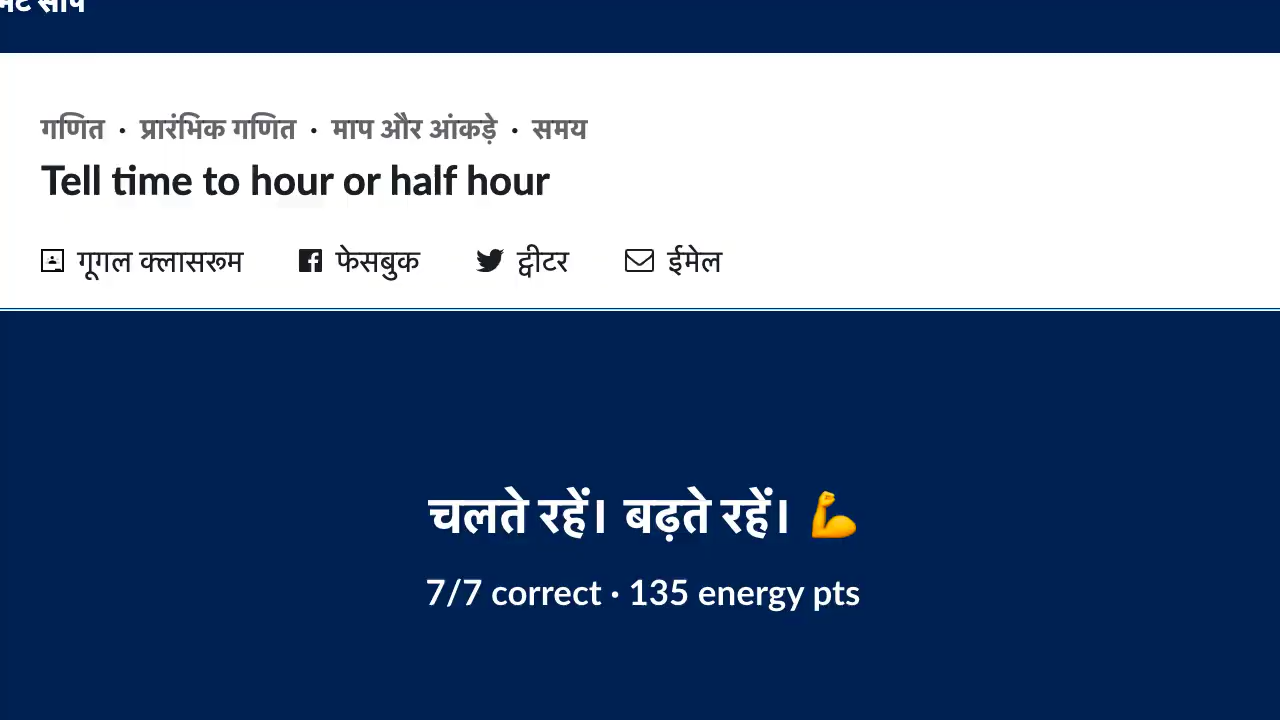 गणित · प्रारंभिक गणित · माप और आंकड़े · समय
Tell time to hour or half hour
गूगल क्लासरूम फेसबुक ट्वीटर ईमेल
चलते रहें। बढ़ते रहें। 💪
7/7 correct · 135 energy pts